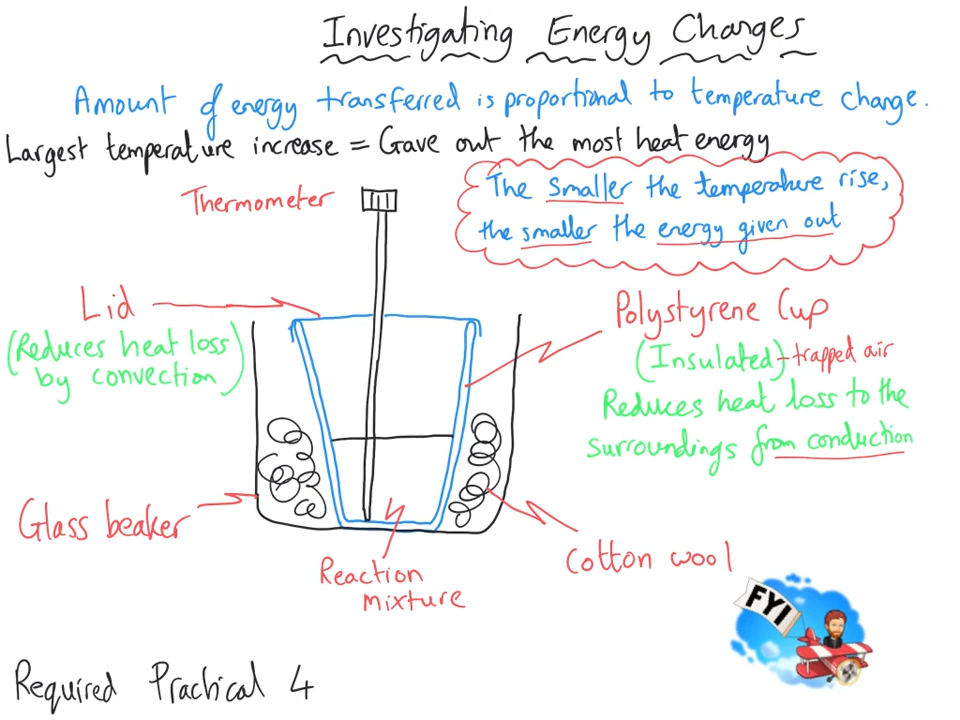 Investigating Energy Changes
Amount of energy transferred is proportional to temperature change.
Largest temperature increase = Gave out the most heat energy
Thermometer
The smaller the temperature rise,
the smaller the energy given out
Lid
(Reduces heat loss
by convection)
Polystyrene Cup
(Insulated) - trapped air
Reduces heat loss to the
surroundings from conduction
Glass beaker
Reaction
mixture
Cotton wool
FYI
Required Practical 4